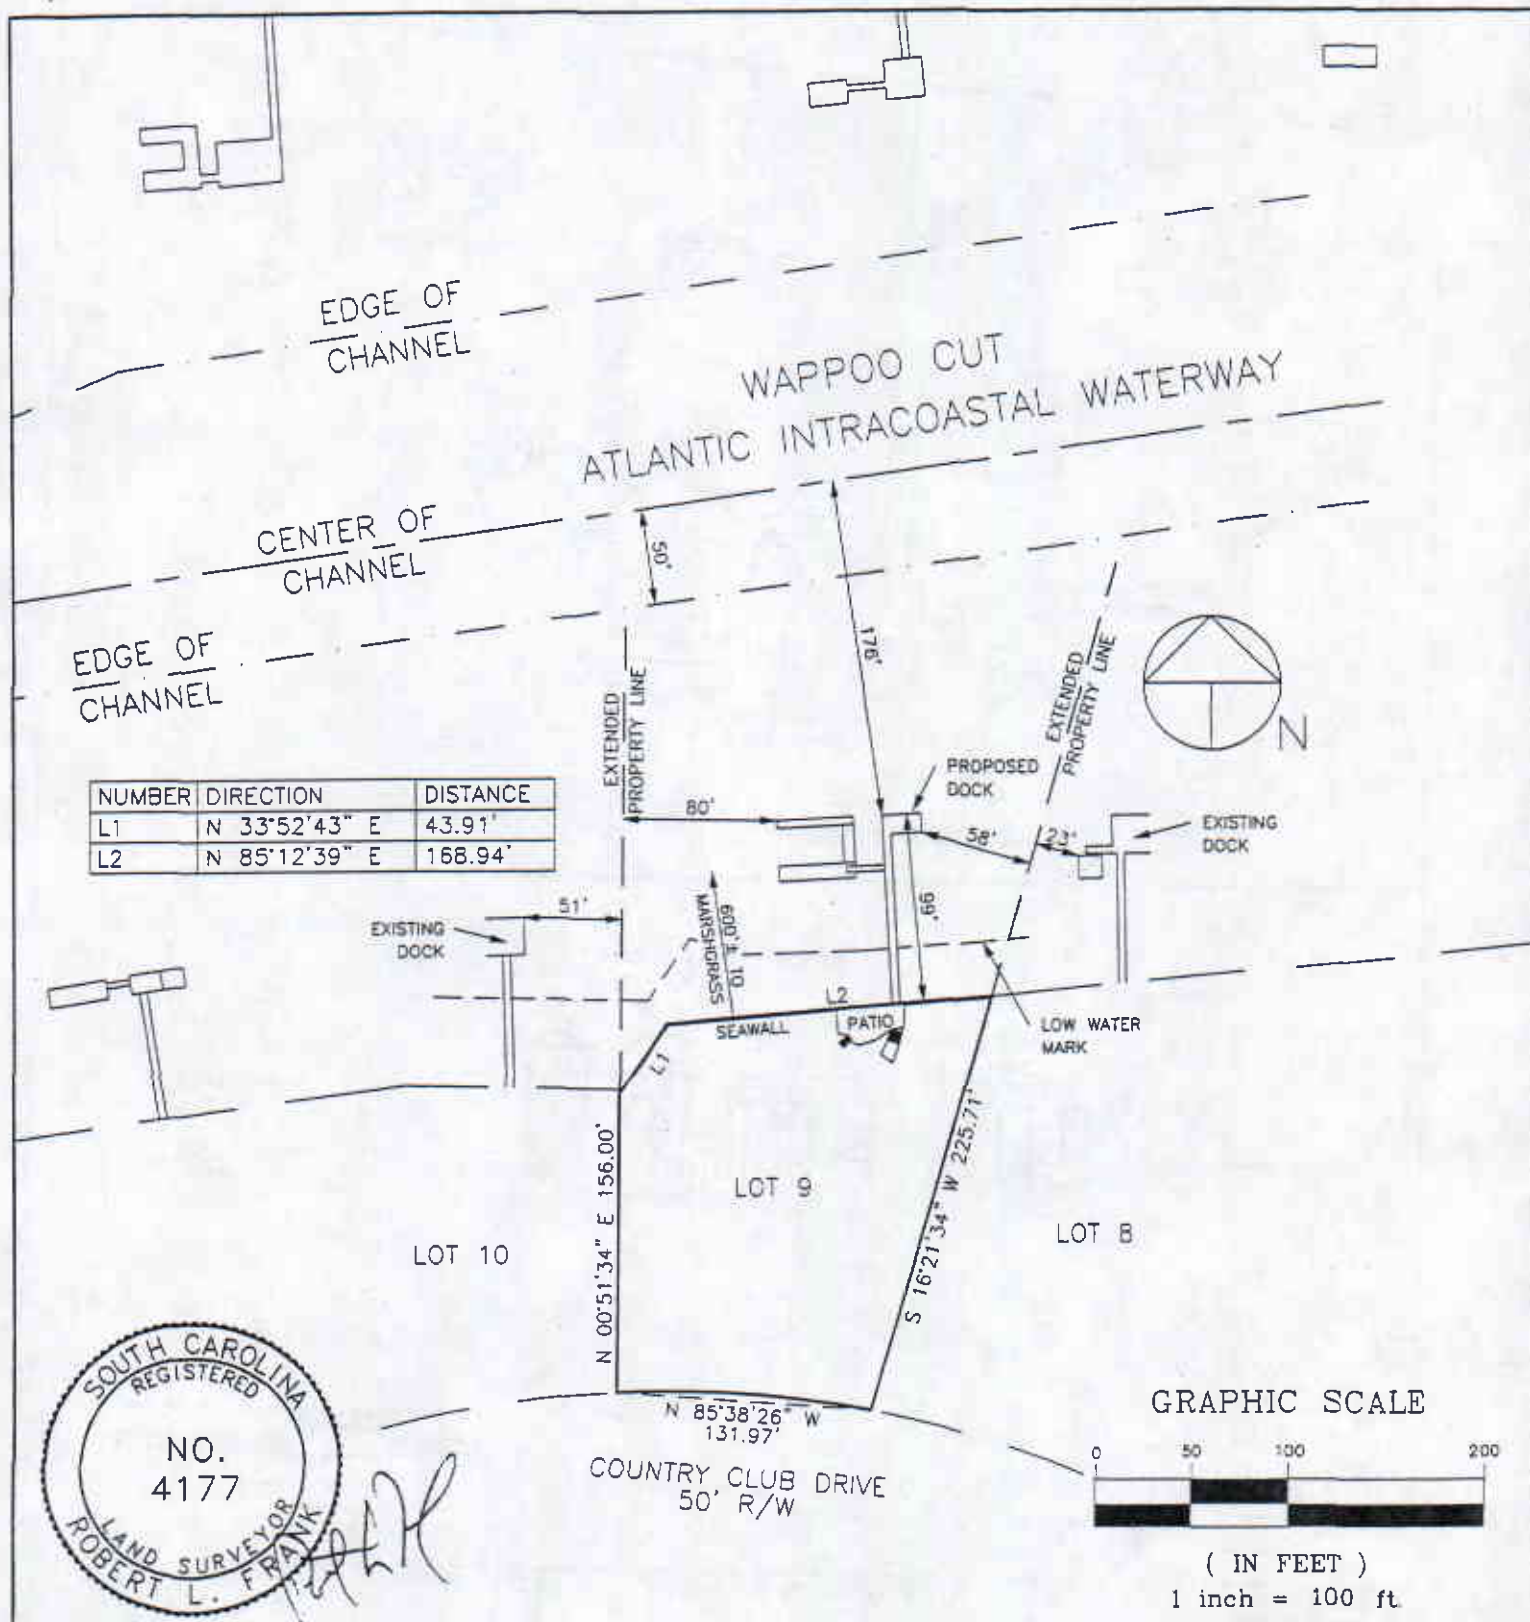 EDGE OF
CHANNEL
WAPPOO CUT
ATLANTIC INTRACOASTAL WATERWAY
CENTER OF
CHANNEL
50'
EDGE OF
CHANNEL
176'
EXTENDED
PROPERTY LINE
EXTENDED
PROPERTY LINE
N
NUMBER DIRECTION DISTANCE
L1 N 33°52'43" E 43.91'
L2 N 85°12'39" E 168.94'
PROPOSED
DOCK
80'
58'
23'
EXISTING
DOCK
51'
EXISTING
DOCK
600'± TO
MARSHGRASS
99'
L2
SEAWALL
PATIO
LOW WATER
MARK
L1
N 00°51'34" E 156.00'
LOT 9
S 16°21'34" W 225.71'
LOT 10
LOT 8
N 85°38'26" W
131.97'
COUNTRY CLUB DRIVE
50' R/W
SOUTH CAROLINA
REGISTERED
NO.
4177
LAND SURVEYOR
ROBERT L. FRANK
GRAPHIC SCALE
0 50 100 200
( IN FEET )
1 inch = 100 ft.